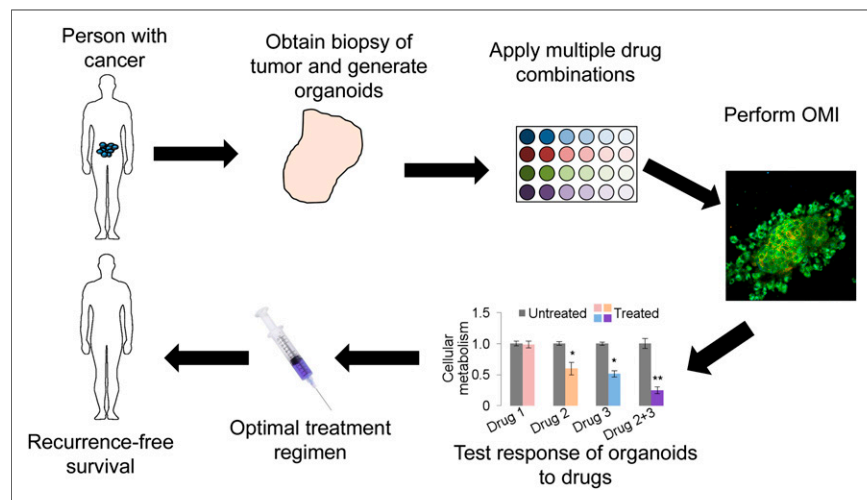 Person with
cancer
Obtain biopsy of
tumor and generate
organoids
Apply multiple drug
combinations
Perform OMI
Cellular
metabolism
1.5
1.0
0.5
0
Untreated
Treated
*
*
**
Drug 1
Drug 2
Drug 3
Drug 2+3
Test response of organoids
to drugs
Optimal treatment
regimen
Recurrence-free
survival